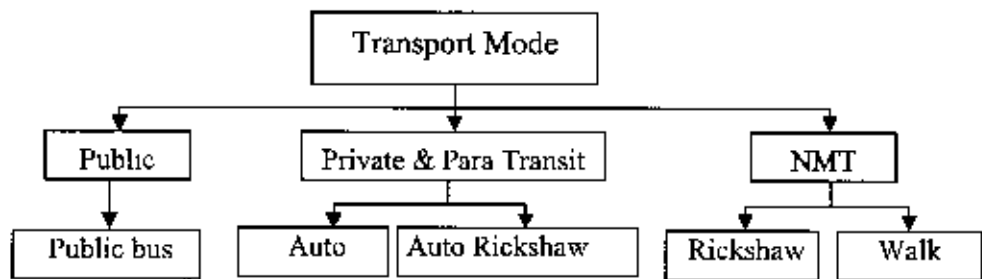 Transport Mode
Public
Private & Para Transit
NMT
Public bus
Auto
Auto Rickshaw
Rickshaw
Walk